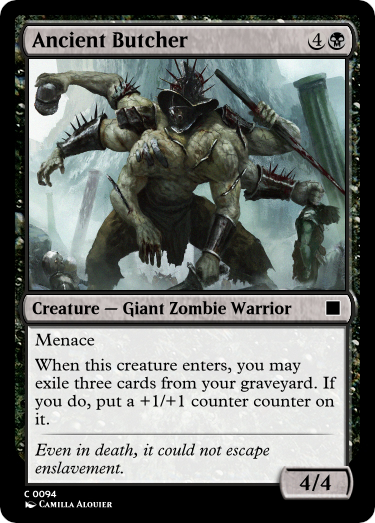 Ancient Butcher 4
Creature — Giant Zombie Warrior
Menace
When this creature enters, you may
exile three cards from your graveyard. If
you do, put a +1/+1 counter counter on
it.
Even in death, it could not escape
enslavement.
4/4
C 0094
Camilla Alouier